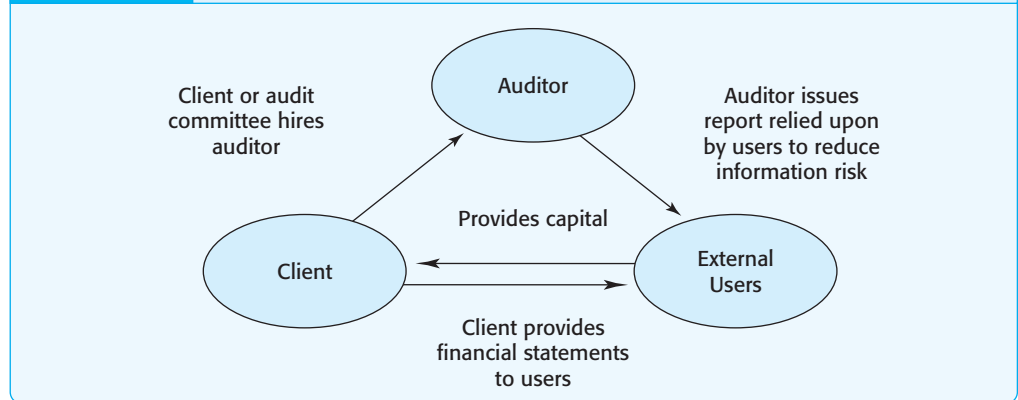 Auditor
Client or audit
committee hires
auditor
Auditor issues
report relied upon
by users to reduce
information risk
Provides capital
Client
External
Users
Client provides
financial statements
to users